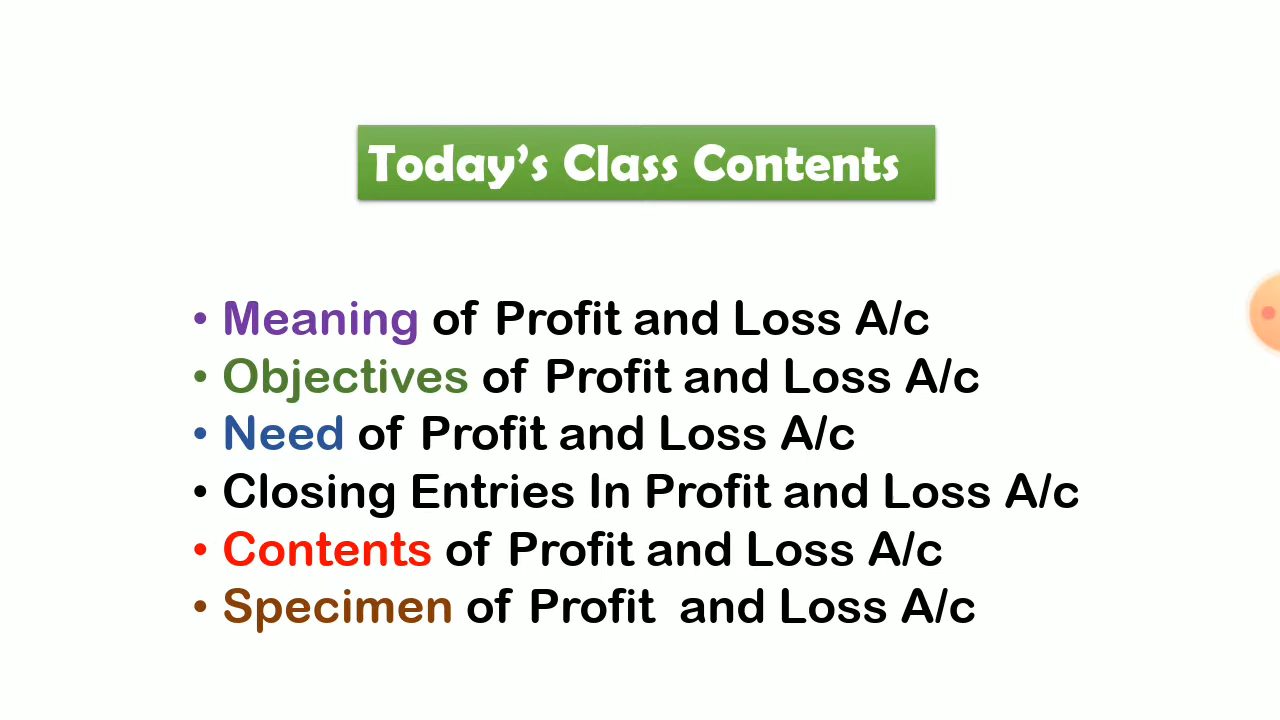 Today's Class Contents
• Meaning of Profit and Loss A/c
• Objectives of Profit and Loss A/c
• Need of Profit and Loss A/c
• Closing Entries In Profit and Loss A/c
• Contents of Profit and Loss A/c
• Specimen of Profit and Loss A/c